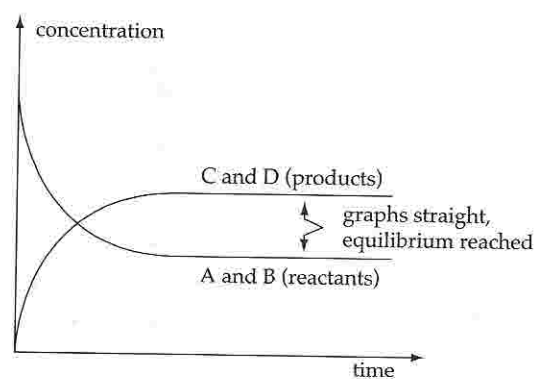 concentration
C and D (products)
graphs straight,
equilibrium reached
A and B (reactants)
time